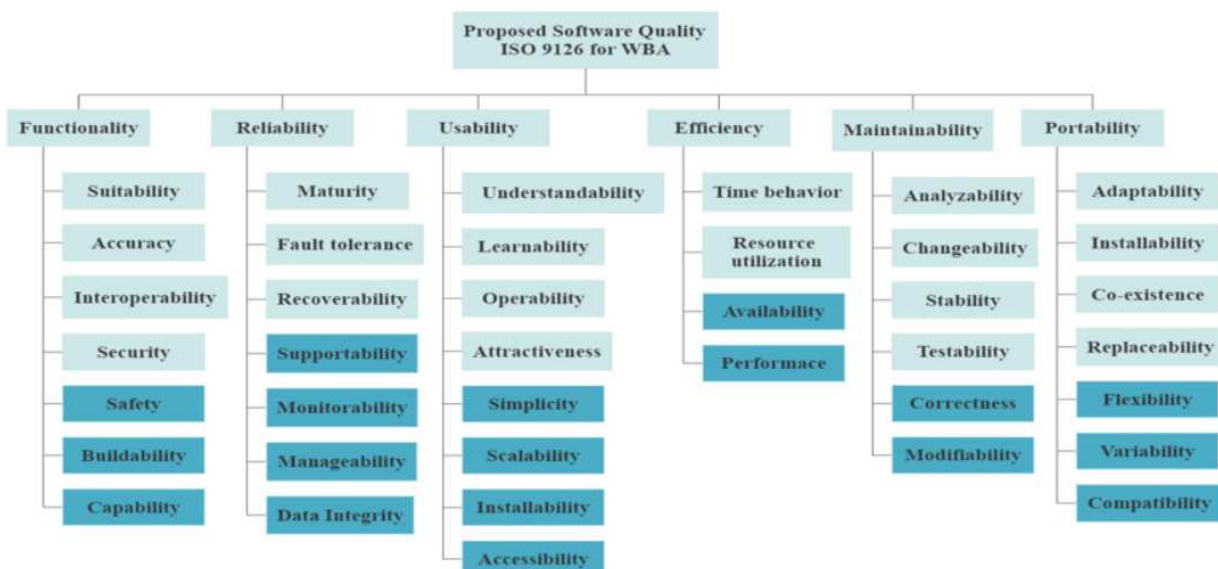 Proposed Software Quality
ISO 9126 for WBA
Functionality
Suitability
Accuracy
Interoperability
Security
Safety
Buildability
Capability
Reliability
Maturity
Fault tolerance
Recoverability
Supportability
Monitorability
Manageability
Data Integrity
Usability
Understandability
Learnability
Operability
Attractiveness
Simplicity
Scalability
Installability
Accessibility
Efficiency
Time behavior
Resource
utilization
Availability
Performace
Maintainability
Analyzability
Changeability
Stability
Testability
Correctness
Modifiability
Portability
Adaptability
Installability
Co-existence
Replaceability
Flexibility
Variability
Compatibility